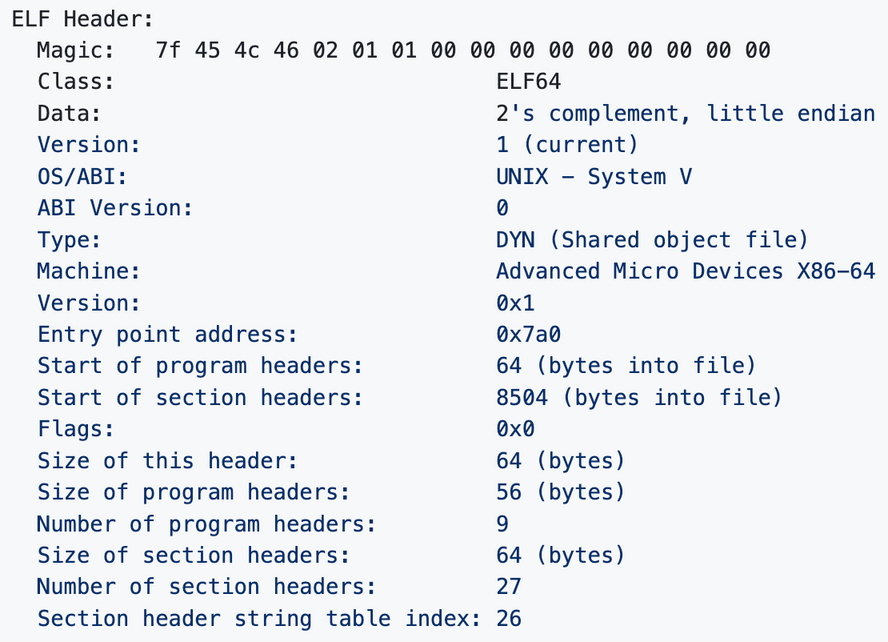 ELF Header:
Magic: 7f 45 4c 46 02 01 01 00 00 00 00 00 00 00 00 00
Class: ELF64
Data: 2's complement, little endian
Version: 1 (current)
OS/ABI: UNIX – System V
ABI Version: 0
Type: DYN (Shared object file)
Machine: Advanced Micro Devices X86–64
Version: 0x1
Entry point address: 0x7a0
Start of program headers: 64 (bytes into file)
Start of section headers: 8504 (bytes into file)
Flags: 0x0
Size of this header: 64 (bytes)
Size of program headers: 56 (bytes)
Number of program headers: 9
Size of section headers: 64 (bytes)
Number of section headers: 27
Section header string table index: 26